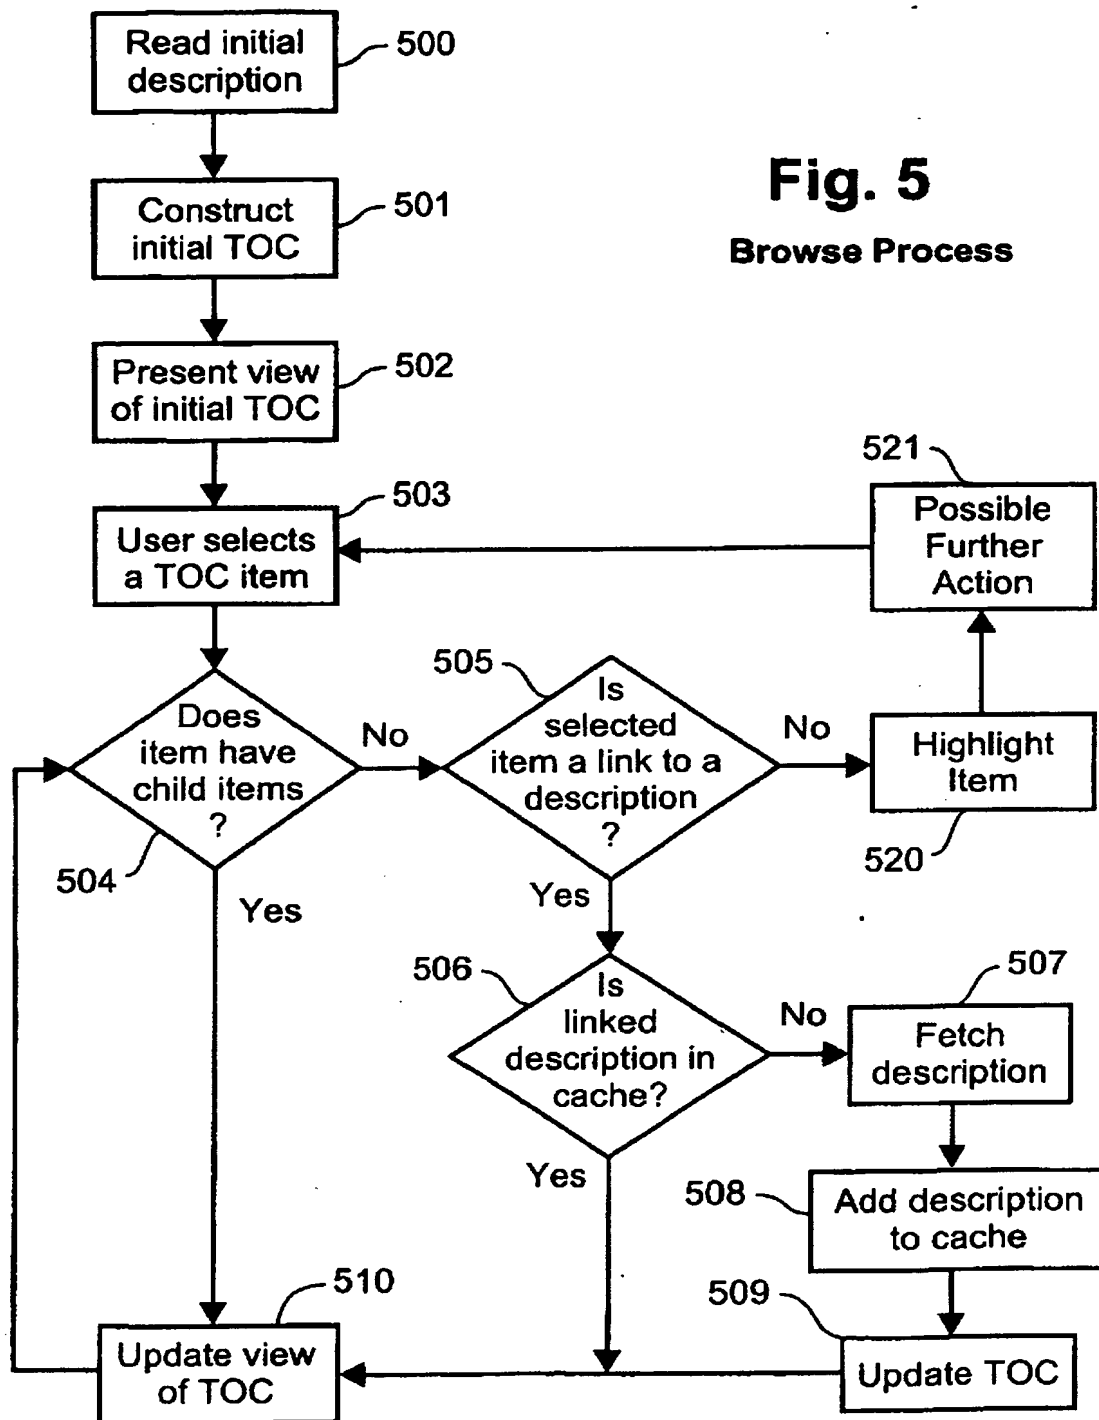 Read initial
description
500
Construct
initial TOC
501
Fig. 5
Browse Process
Present view
of initial TOC
502
User selects
a TOC item
503
521
Possible
Further
Action
Does
item have
child items
?
504
No
Yes
505
Is
selected
item a link to a
description
?
No
Yes
Highlight
Item
520
506
Is
linked
description in
cache?
No
Yes
507
Fetch
description
508
Add description
to cache
509
Update TOC
510
Update view
of TOC